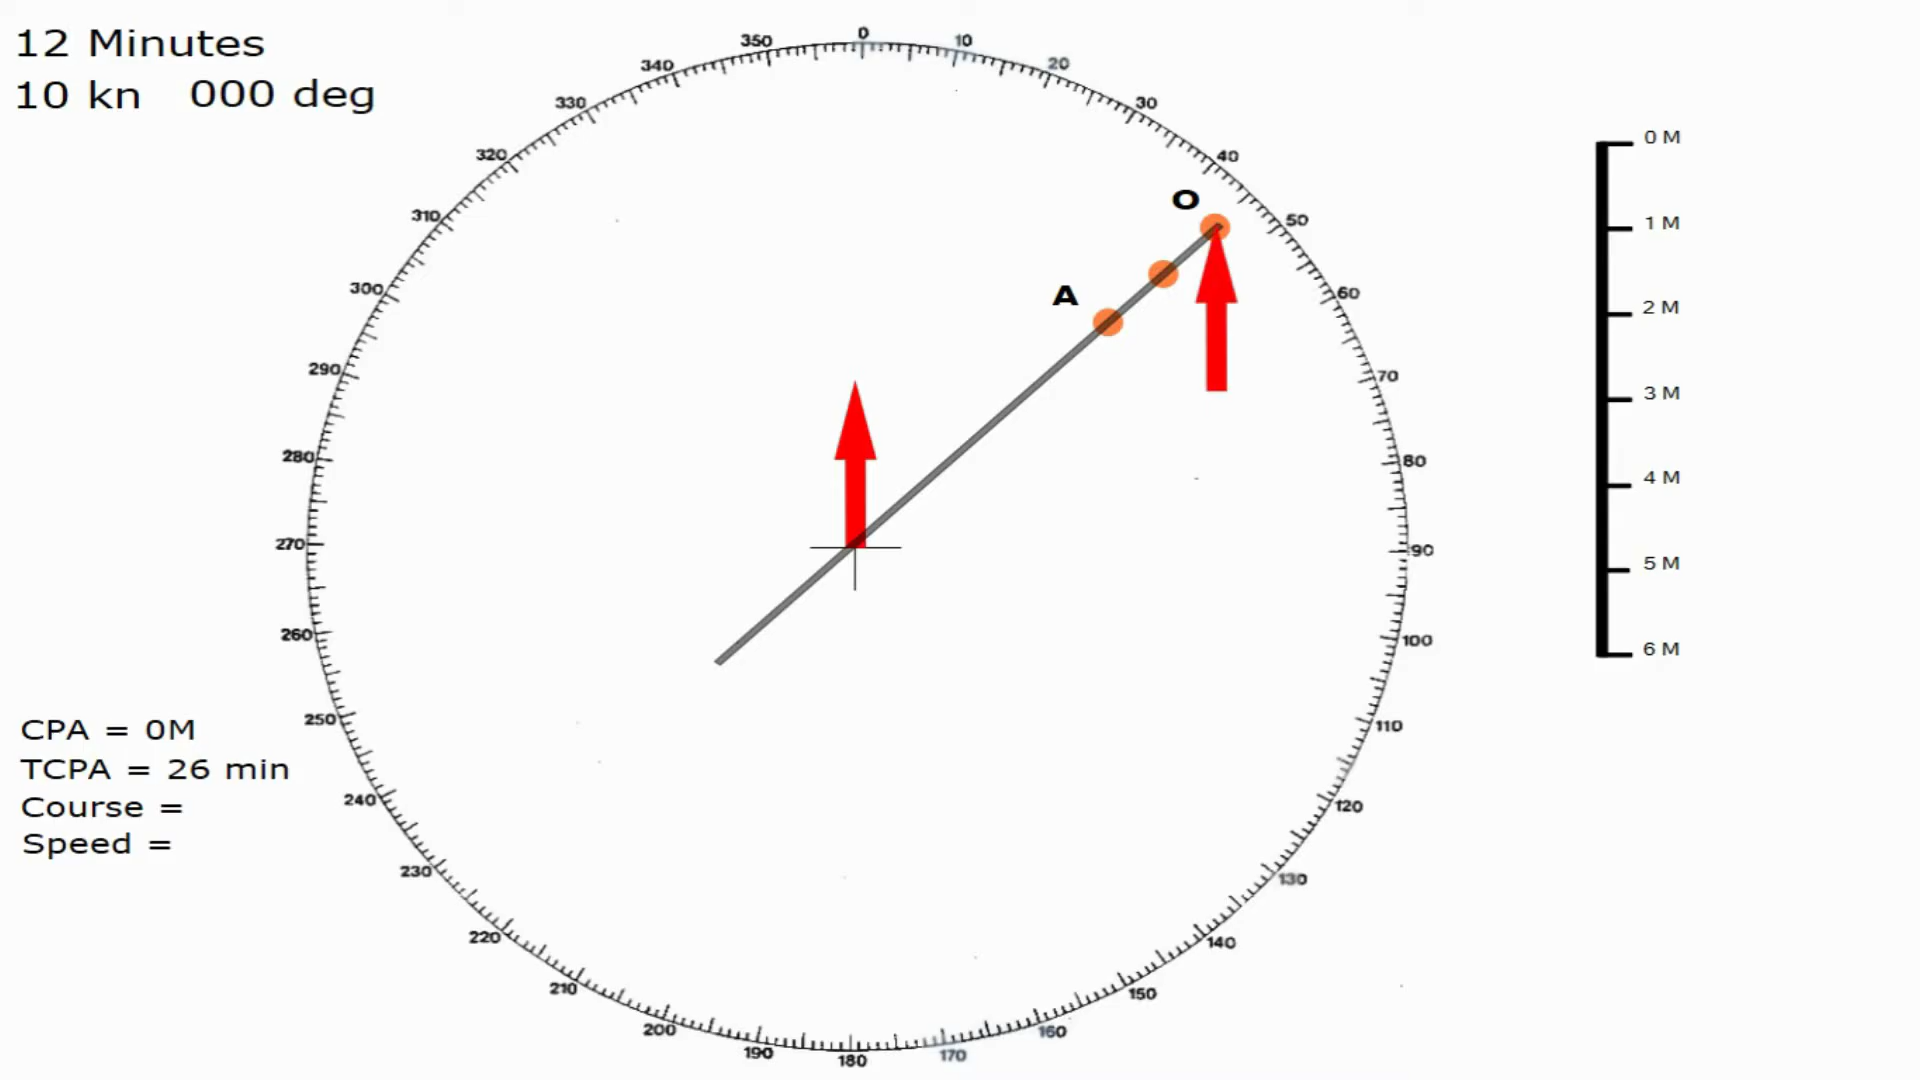 12 Minutes
10 kn 000 deg
0
10
20
30
40
50
60
70
80
90
100
110
120
130
140
150
160
170
180
190
200
210
220
230
240
250
260
270
280
290
300
310
320
330
340
350
O
A
0 M
1 M
2 M
3 M
4 M
5 M
6 M
CPA = 0M
TCPA = 26 min
Course =
Speed =